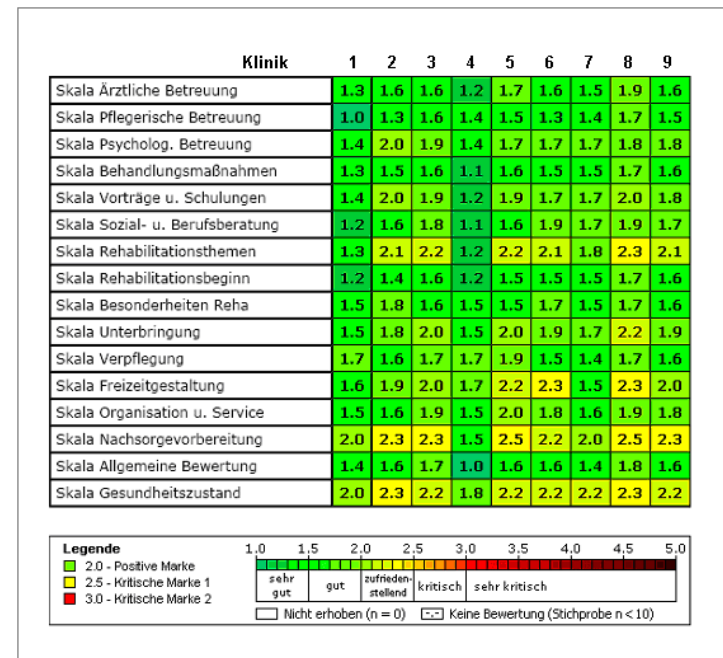 Klinik 1 2 3 4 5 6 7 8 9
Skala Ärztliche Betreuung 1.3 1.6 1.6 1.2 1.7 1.6 1.5 1.9 1.6
Skala Pflegerische Betreuung 1.0 1.3 1.6 1.4 1.5 1.3 1.4 1.7 1.5
Skala Psycholog. Betreuung 1.4 2.0 1.9 1.4 1.7 1.7 1.7 1.8 1.8
Skala Behandlungsmaßnahmen 1.3 1.5 1.6 1.1 1.6 1.5 1.5 1.7 1.6
Skala Vorträge u. Schulungen 1.4 2.0 1.9 1.2 1.9 1.7 1.7 2.0 1.8
Skala Sozial- u. Berufsberatung 1.2 1.6 1.8 1.1 1.6 1.9 1.7 1.9 1.7
Skala Rehabilitationsthemen 1.3 2.1 2.2 1.2 2.2 2.1 1.8 2.3 2.1
Skala Rehabilitationsbeginn 1.2 1.4 1.6 1.2 1.5 1.5 1.5 1.7 1.6
Skala Besonderheiten Reha 1.5 1.8 1.6 1.5 1.5 1.7 1.5 1.7 1.6
Skala Unterbringung 1.5 1.8 2.0 1.5 2.0 1.9 1.7 2.2 1.9
Skala Verpflegung 1.7 1.6 1.7 1.7 1.9 1.5 1.4 1.7 1.6
Skala Freizeitgestaltung 1.6 1.9 2.0 1.7 2.2 2.3 1.5 2.3 2.0
Skala Organisation u. Service 1.5 1.6 1.9 1.5 2.0 1.8 1.6 1.9 1.8
Skala Nachsorgevorbereitung 2.0 2.3 2.3 1.5 2.5 2.2 2.0 2.5 2.3
Skala Allgemeine Bewertung 1.4 1.6 1.7 1.0 1.6 1.6 1.4 1.8 1.6
Skala Gesundheitszustand 2.0 2.3 2.2 1.8 2.2 2.2 2.2 2.3 2.2
Legende
2.0 - Positive Marke
2.5 - Kritische Marke 1
3.0 - Kritische Marke 2
1.0 1.5 2.0 2.5 3.0 3.5 4.0 4.5 5.0
sehr gut
gut
zufrieden-
stellend
kritisch
sehr kritisch
Nicht erhoben (n = 0) -.- Keine Bewertung (Stichprobe n < 10)